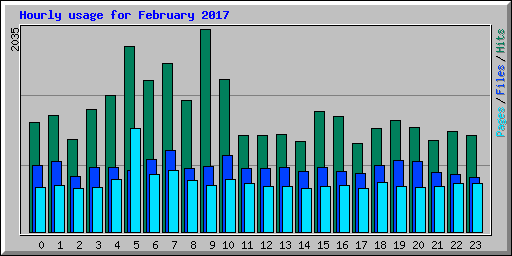 Hourly usage for February 2017
2035
Pages / Files / Hits
0 1 2 3 4 5 6 7 8 9 10 11 12 13 14 15 16 17 18 19 20 21 22 23